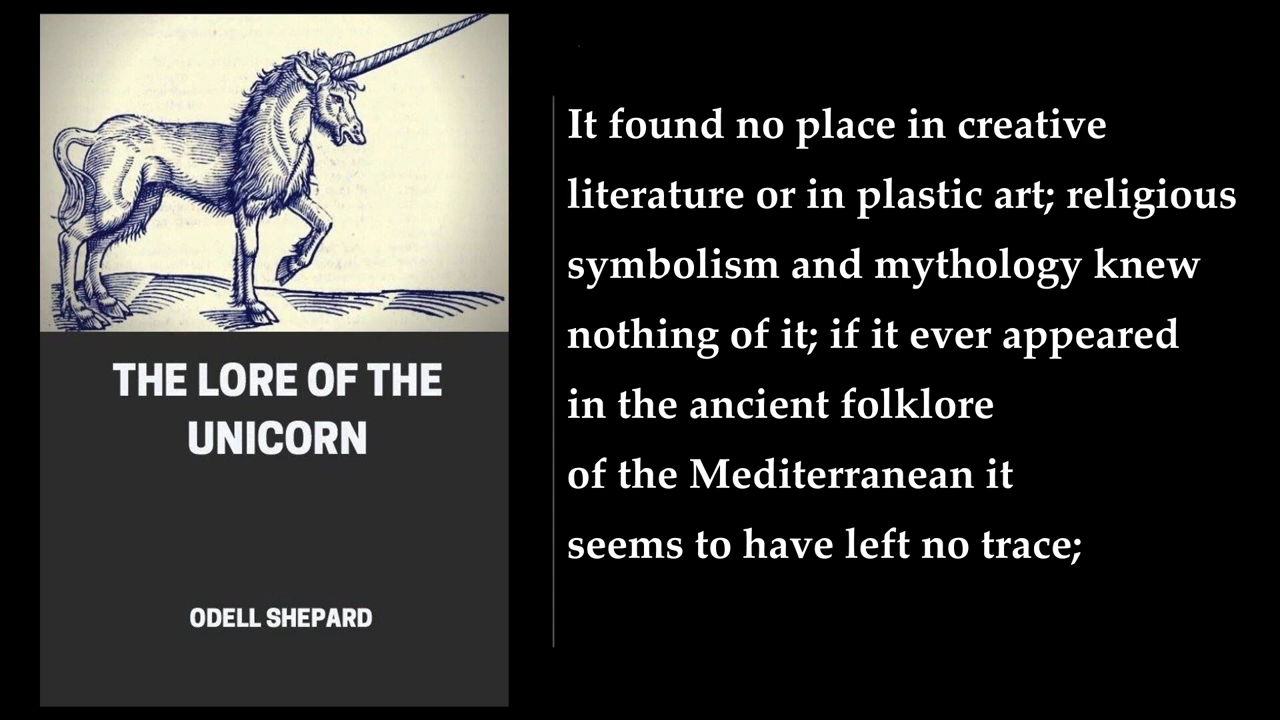 THE LORE OF THE
UNICORN
ODELL SHEPARD
It found no place in creative
literature or in plastic art; religious
symbolism and mythology knew
nothing of it; if it ever appeared
in the ancient folklore
of the Mediterranean it
seems to have left no trace;